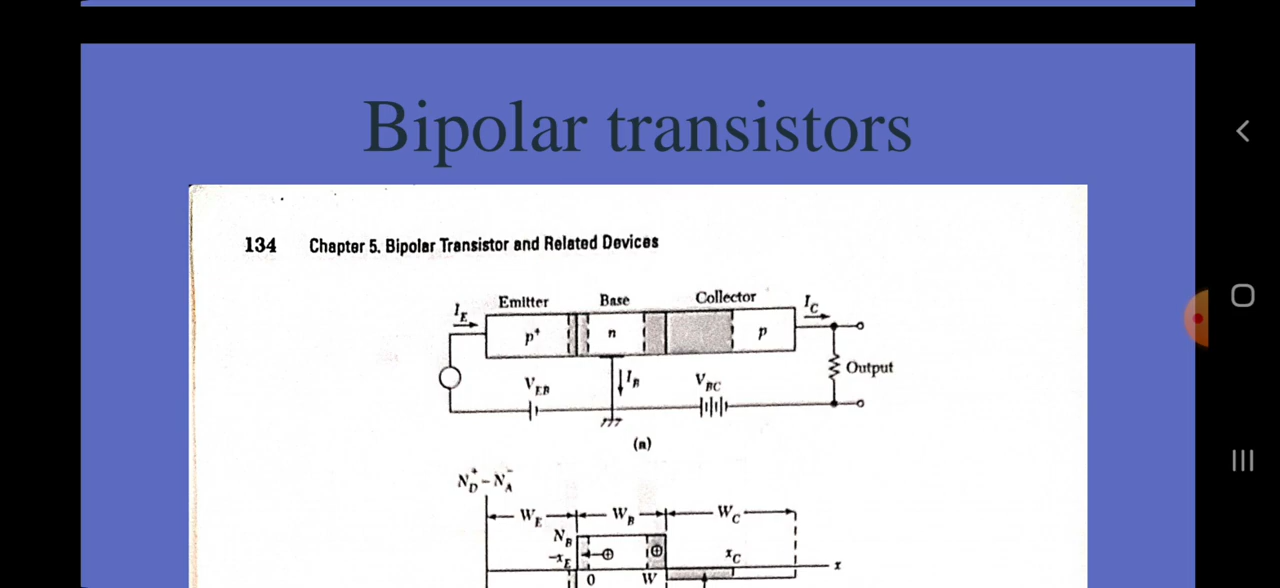 Bipolar transistors
134 Chapter 5. Bipolar Transistor and Related Devices
Emitter Base Collector
I_E I_C
p⁺ n p
V_EB I_B V_BC Output
(a)
N_D⁺ - N_A⁻
W_E W_B W_C
N_B
-x_E x_C
0 W x